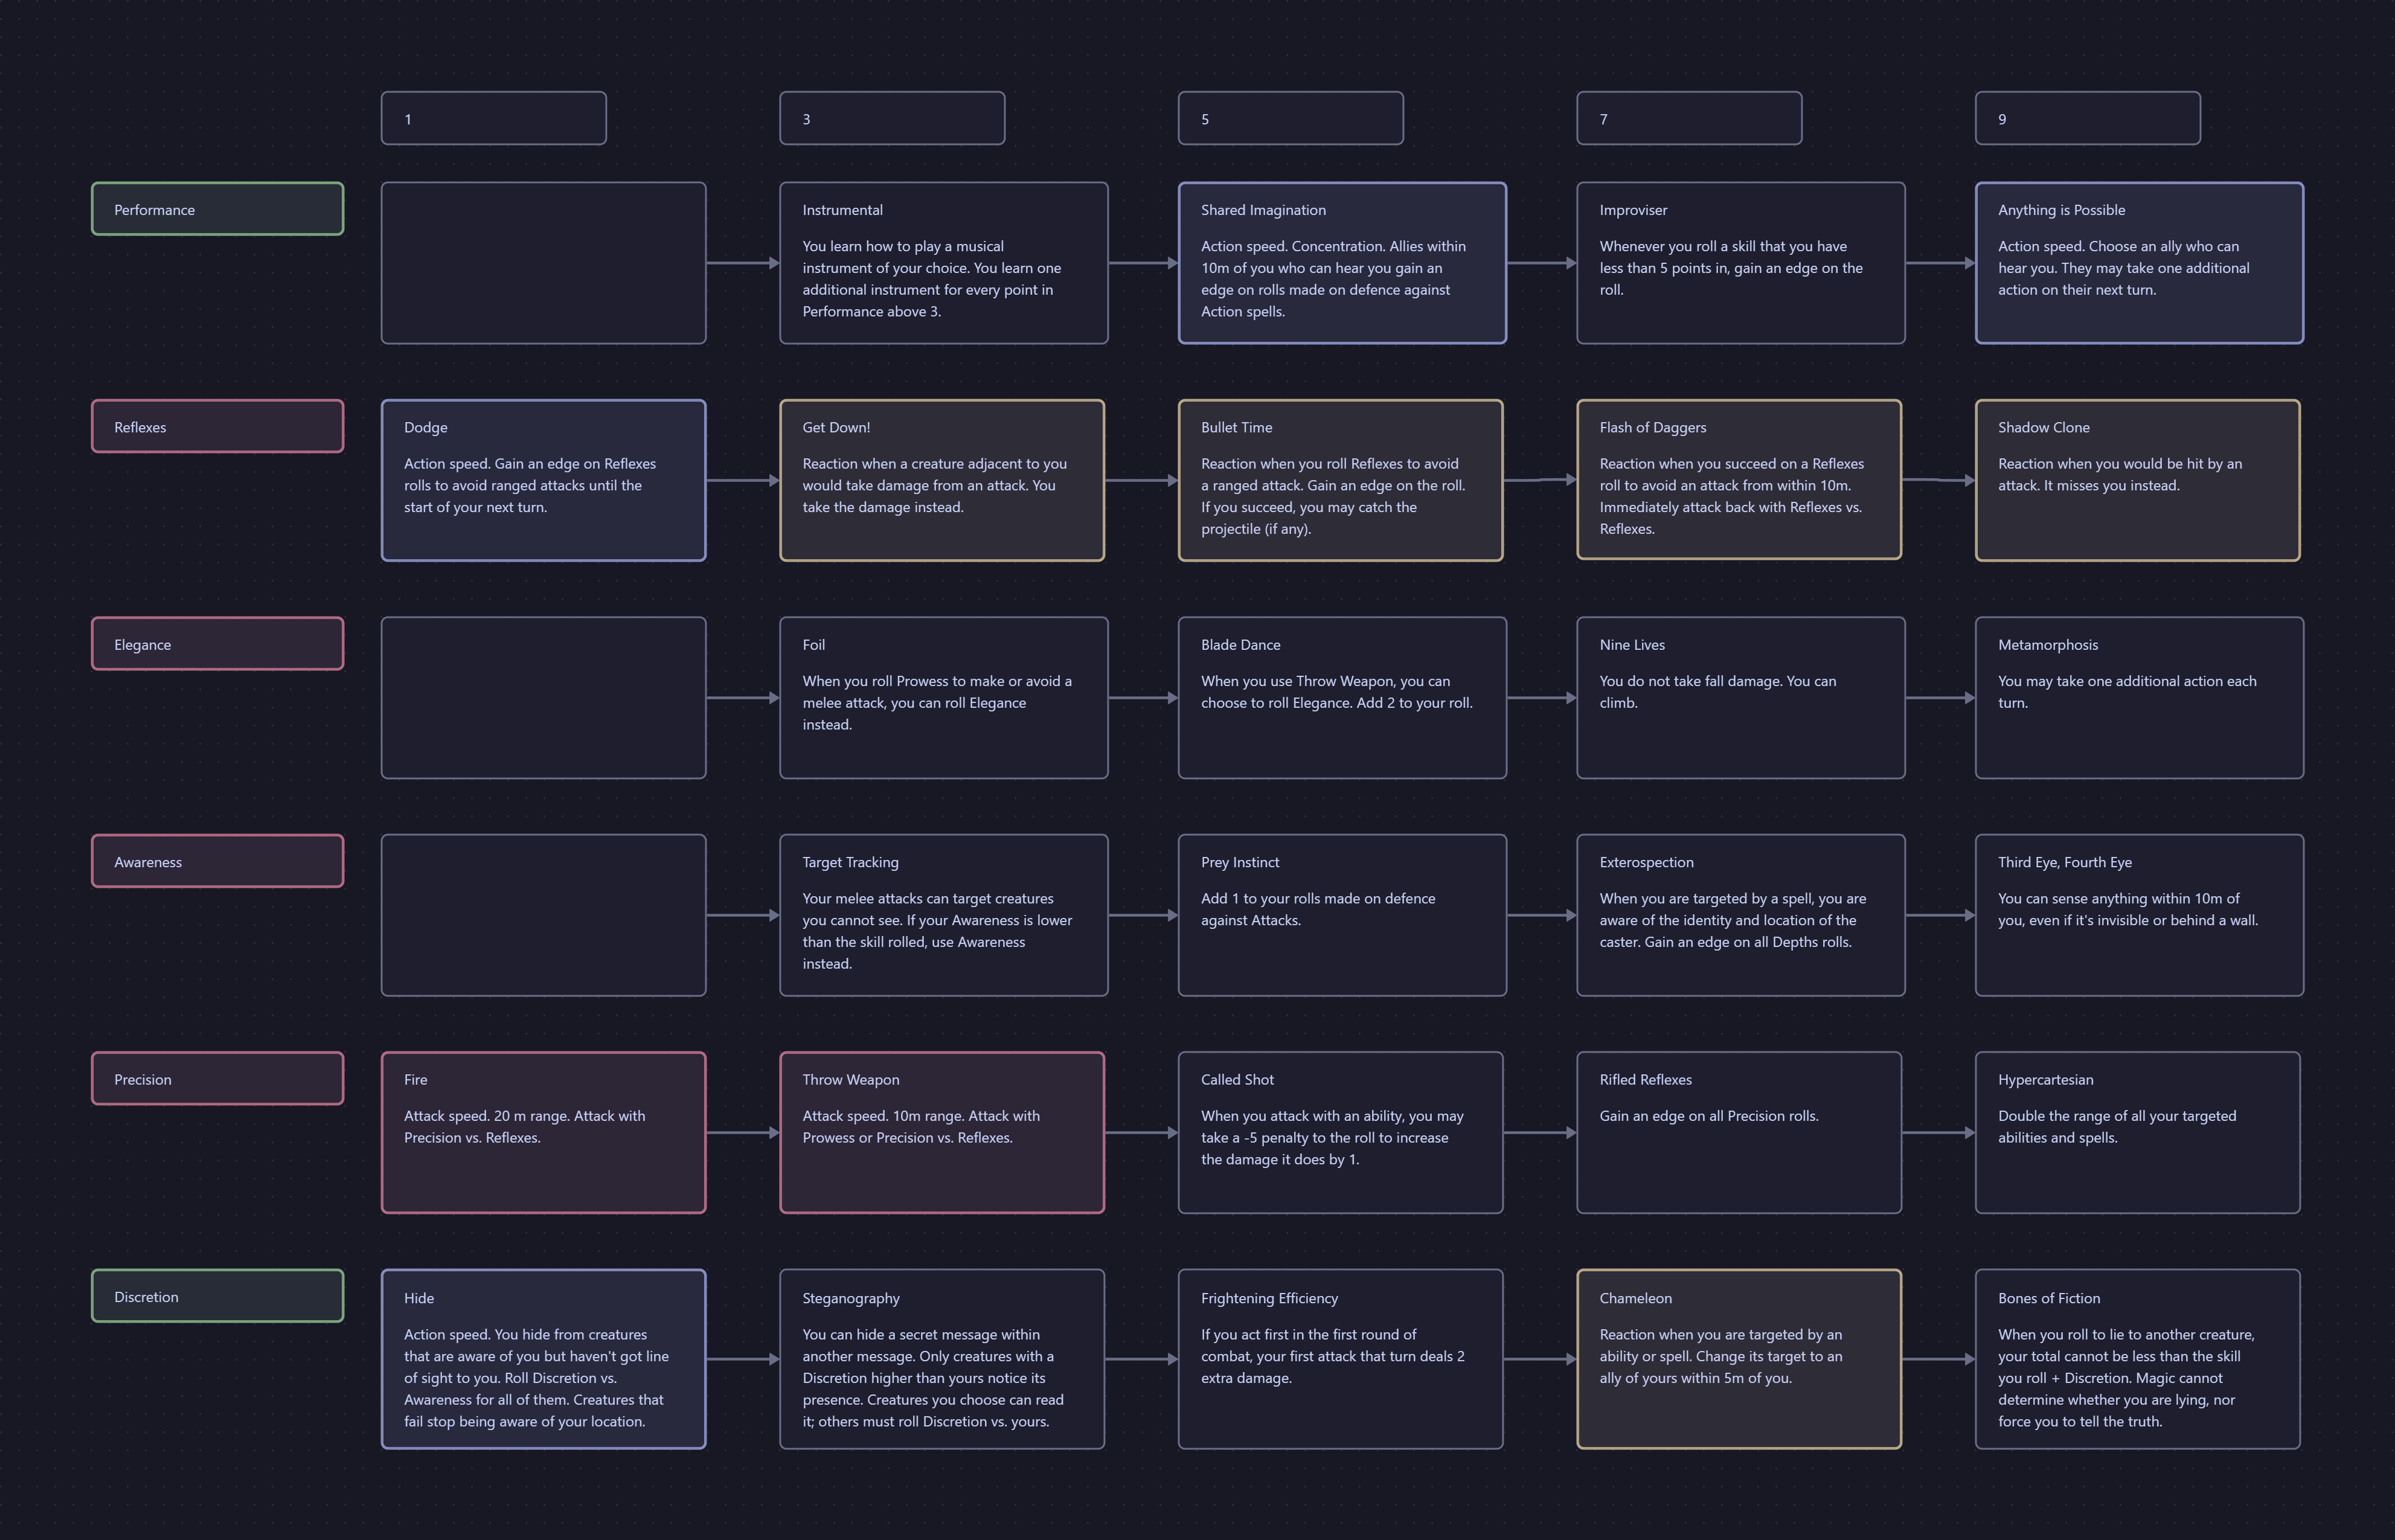 1
3
5
7
9
Performance
Instrumental
You learn how to play a musical
instrument of your choice. You learn one
additional instrument for every point in
Performance above 3.
Shared Imagination
Action speed. Concentration. Allies within
10m of you who can hear you gain an
edge on rolls made on defence against
Action spells.
Improviser
Whenever you roll a skill that you have
less than 5 points in, gain an edge on the
roll.
Anything is Possible
Action speed. Choose an ally who can
hear you. They may take one additional
action on their next turn.
Reflexes
Dodge
Action speed. Gain an edge on Reflexes
rolls to avoid ranged attacks until the
start of your next turn.
Get Down!
Reaction when a creature adjacent to you
would take damage from an attack. You
take the damage instead.
Bullet Time
Reaction when you roll Reflexes to avoid
a ranged attack. Gain an edge on the roll.
If you succeed, you may catch the
projectile (if any).
Flash of Daggers
Reaction when you succeed on a Reflexes
roll to avoid an attack from within 10m.
Immediately attack back with Reflexes vs.
Reflexes.
Shadow Clone
Reaction when you would be hit by an
attack. It misses you instead.
Elegance
Foil
When you roll Prowess to make or avoid a
melee attack, you can roll Elegance
instead.
Blade Dance
When you use Throw Weapon, you can
choose to roll Elegance. Add 2 to your roll.
Nine Lives
You do not take fall damage. You can
climb.
Metamorphosis
You may take one additional action each
turn.
Awareness
Target Tracking
Your melee attacks can target creatures
you cannot see. If your Awareness is lower
than the skill rolled, use Awareness
instead.
Prey Instinct
Add 1 to your rolls made on defence
against Attacks.
Exterospection
When you are targeted by a spell, you are
aware of the identity and location of the
caster. Gain an edge on all Depths rolls.
Third Eye, Fourth Eye
You can sense anything within 10m of
you, even if it's invisible or behind a wall.
Precision
Fire
Attack speed. 20 m range. Attack with
Precision vs. Reflexes.
Throw Weapon
Attack speed. 10m range. Attack with
Prowess or Precision vs. Reflexes.
Called Shot
When you attack with an ability, you may
take a -5 penalty to the roll to increase
the damage it does by 1.
Rifled Reflexes
Gain an edge on all Precision rolls.
Hypercartesian
Double the range of all your targeted
abilities and spells.
Discretion
Hide
Action speed. You hide from creatures
that are aware of you but haven't got line
of sight to you. Roll Discretion vs.
Awareness for all of them. Creatures that
fail stop being aware of your location.
Steganography
You can hide a secret message within
another message. Only creatures with a
Discretion higher than yours notice its
presence. Creatures you choose can read
it; others must roll Discretion vs. yours.
Frightening Efficiency
If you act first in the first round of
combat, your first attack that turn deals 2
extra damage.
Chameleon
Reaction when you are targeted by an
ability or spell. Change its target to an
ally of yours within 5m of you.
Bones of Fiction
When you roll to lie to another creature,
your total cannot be less than the skill
you roll + Discretion. Magic cannot
determine whether you are lying, nor
force you to tell the truth.